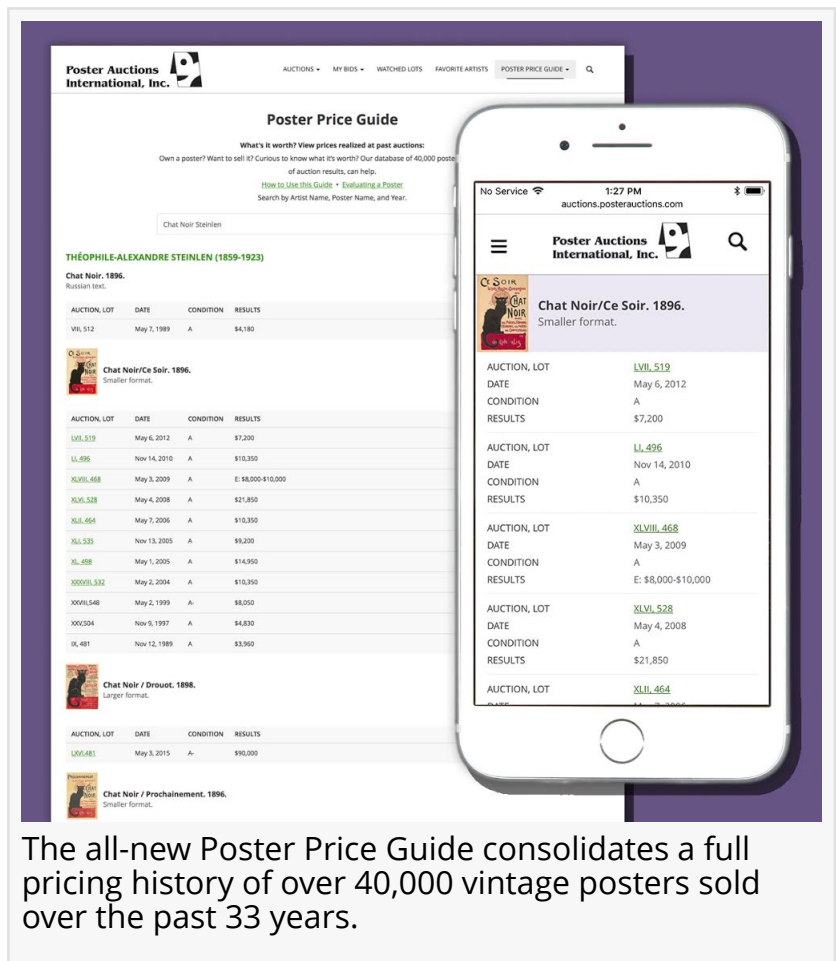 Poster Auctions
International, Inc.
AUCTIONS MY BIDS WATCHED LOTS FAVORITE ARTISTS POSTER PRICE GUIDE
Poster Price Guide
What's it worth? View prices realized at past auctions:
Own a poster? Want to sell it? Curious to know what it's worth? Our database of 40,000 poste
of auction results, can help.
How to Use this Guide • Evaluating a Poster
Search by Artist Name, Poster Name, and Year.
Chat Noir Steinlen
THÉOPHILE-ALEXANDRE STEINLEN (1859-1923)
Chat Noir. 1896.
Russian text.
AUCTION, LOT DATE CONDITION RESULTS
VIII, 512 May 7, 1989 A $4,180
Chat Noir/Ce Soir. 1896.
Smaller format.
AUCTION, LOT DATE CONDITION RESULTS
LVII, 519 May 6, 2012 A $7,200
LI, 496 Nov 14, 2010 A $10,350
XLVIII, 468 May 3, 2009 A E: $8,000-$10,000
XLVI, 528 May 4, 2008 A $21,850
XLII, 464 May 7, 2006 A $10,350
XLI, 535 Nov 13, 2005 A $9,200
XL, 498 May 1, 2005 A $14,950
XXXVIII, 532 May 2, 2004 A $10,350
XXVIII,548 May 2, 1999 A- $8,050
XXV,504 Nov 9, 1997 A $4,830
IX, 481 Nov 12, 1989 A $3,960
Chat Noir / Drouot. 1898.
Larger format.
AUCTION, LOT DATE CONDITION RESULTS
LXVI,481 May 3, 2015 A- $90,000
Chat Noir / Prochainement. 1896.
Smaller format.
No Service 1:27 PM
auctions.posterauctions.com
Poster Auctions
International, Inc.
CE SOIR
CHAT
NOIR
Chat Noir/Ce Soir. 1896.
Smaller format.
AUCTION, LOT LVII, 519
DATE May 6, 2012
CONDITION A
RESULTS $7,200
AUCTION, LOT LI, 496
DATE Nov 14, 2010
CONDITION A
RESULTS $10,350
AUCTION, LOT XLVIII, 468
DATE May 3, 2009
CONDITION A
RESULTS E: $8,000-$10,000
AUCTION, LOT XLVI, 528
DATE May 4, 2008
CONDITION A
RESULTS $21,850
AUCTION, LOT XLII, 464
The all-new Poster Price Guide consolidates a full
pricing history of over 40,000 vintage posters sold
over the past 33 years.